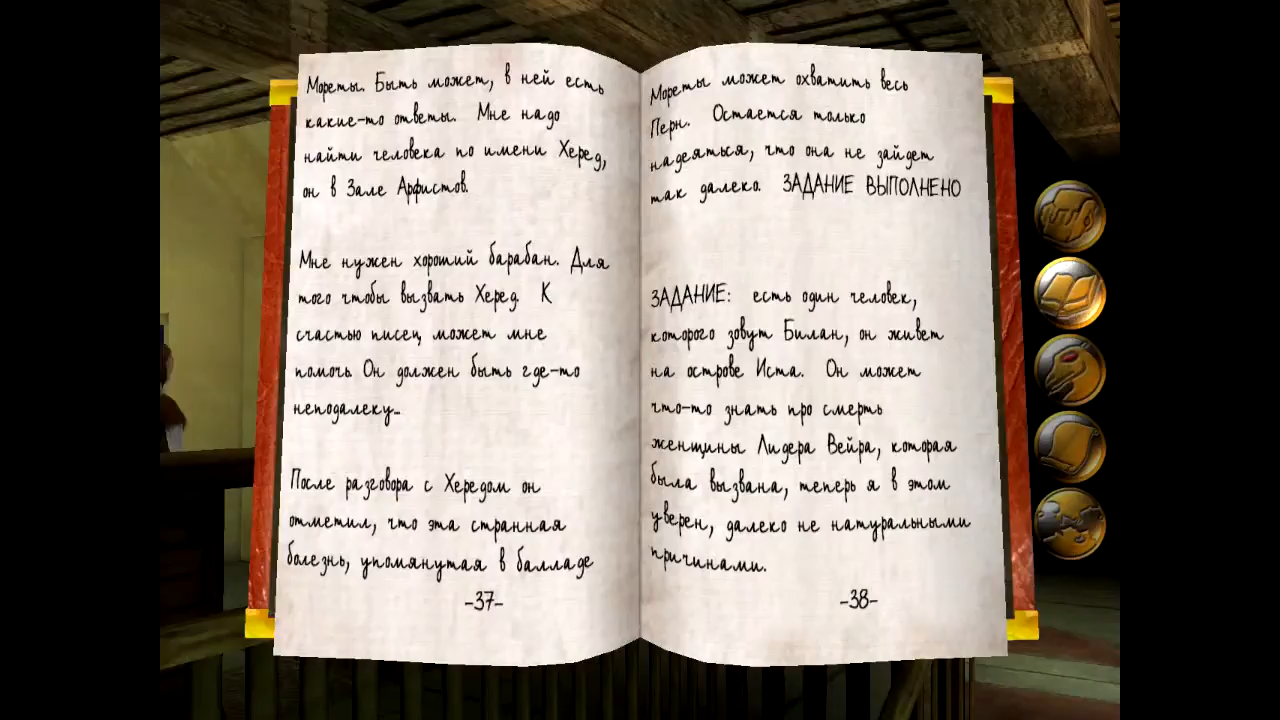 Мореты. Быть может, в ней есть
какие-то ответы. Мне надо
найти человека по имени Херед,
он в Зале Арфистов.
Мне нужен хороший барабан. Для
того чтобы вызвать Херед. К
счастью писец может мне
помочь. Он должен быть где-то
неподалеку...
После разговора с Хередом он
отметил, что эта странная
болезнь, упомянутая в балладе
-37-
Мореты может охватить весь
Перн. Остается только
надеяться, что она не зайдет
так далеко. ЗАДАНИЕ ВЫПОЛНЕНО
ЗАДАНИЕ: есть один человек,
которого зовут Билан, он живет
на острове Иста. Он может
что-то знать про смерть
женщины Лидера Вейра, которая
была вызвана, теперь я в этом
уверен, далеко не натуральными
причинами.
-38-